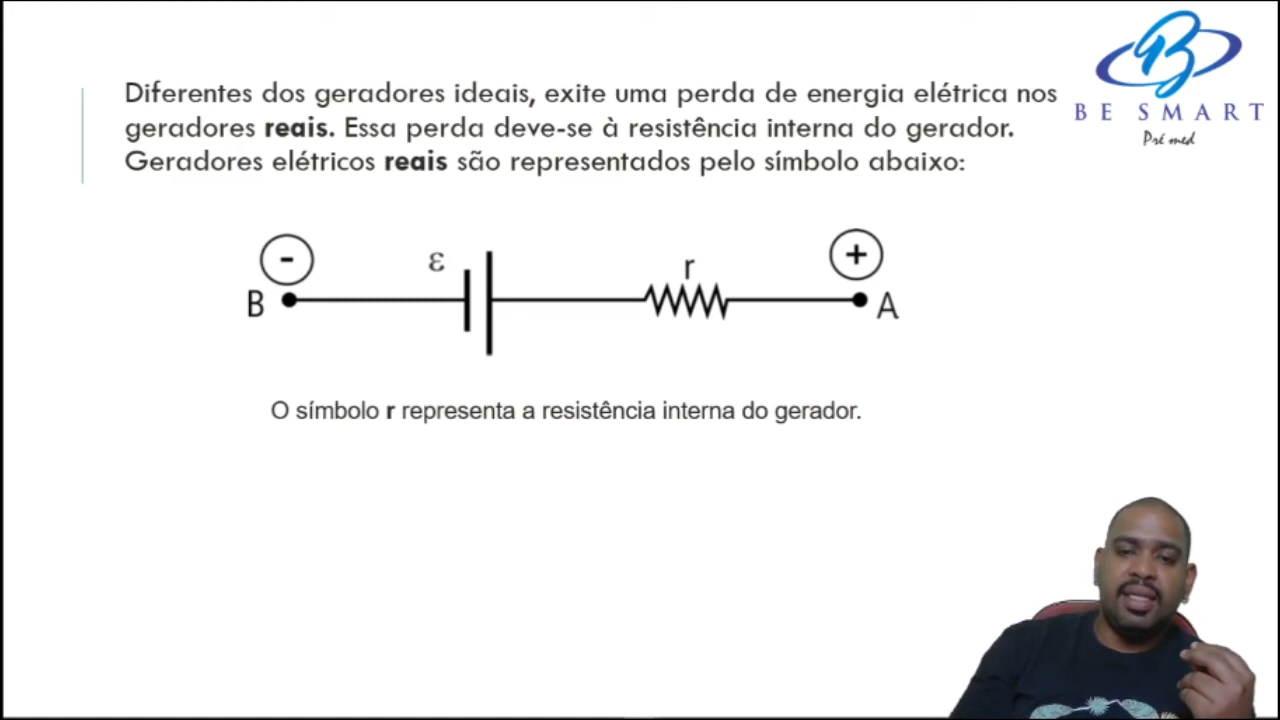 Diferentes dos geradores ideais, exite uma perda de energia elétrica nos
geradores reais. Essa perda deve-se à resistência interna do gerador.
Geradores elétricos reais são representados pelo símbolo abaixo:
BE SMART
Pré med
-
ε
r
+
B
A
O símbolo r representa a resistência interna do gerador.